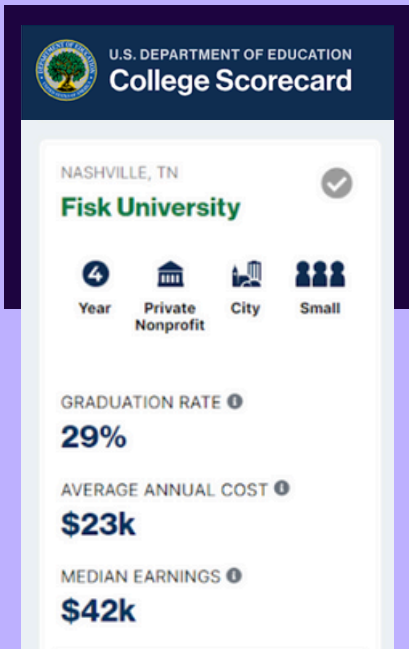 U.S. DEPARTMENT OF EDUCATION
College Scorecard
NASHVILLE, TN
Fisk University
4
Year
Private
Nonprofit
City
Small
GRADUATION RATE
29%
AVERAGE ANNUAL COST
$23k
MEDIAN EARNINGS
$42k